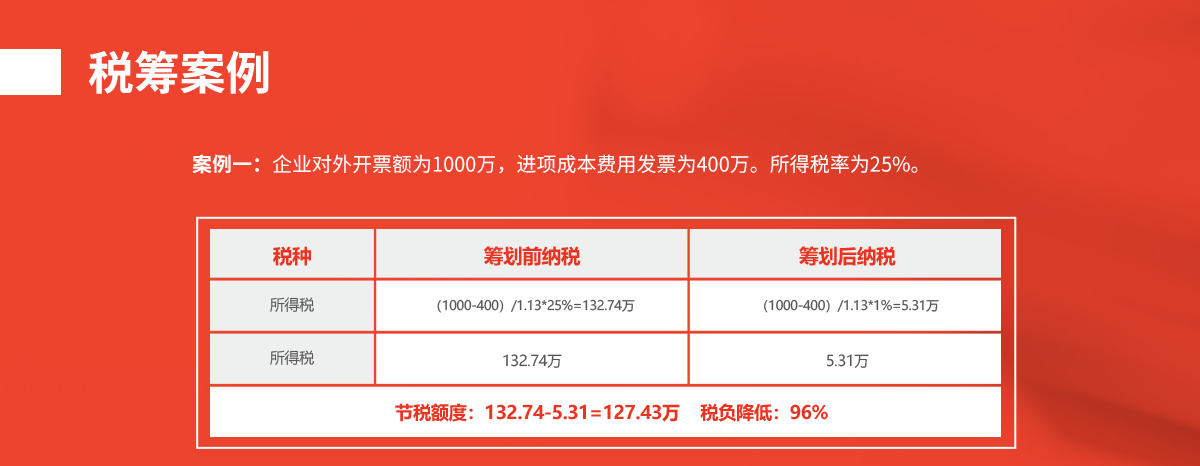 税筹案例
案例一：企业对外开票额为1000万，进项成本费用发票为400万。所得税率为25%。
税种 筹划前纳税 筹划后纳税
所得税 （1000-400）/1.13*25%=132.74万 （1000-400）/1.13*1%=5.31万
所得税 132.74万 5.31万
节税额度：132.74-5.31=127.43万 税负降低：96%